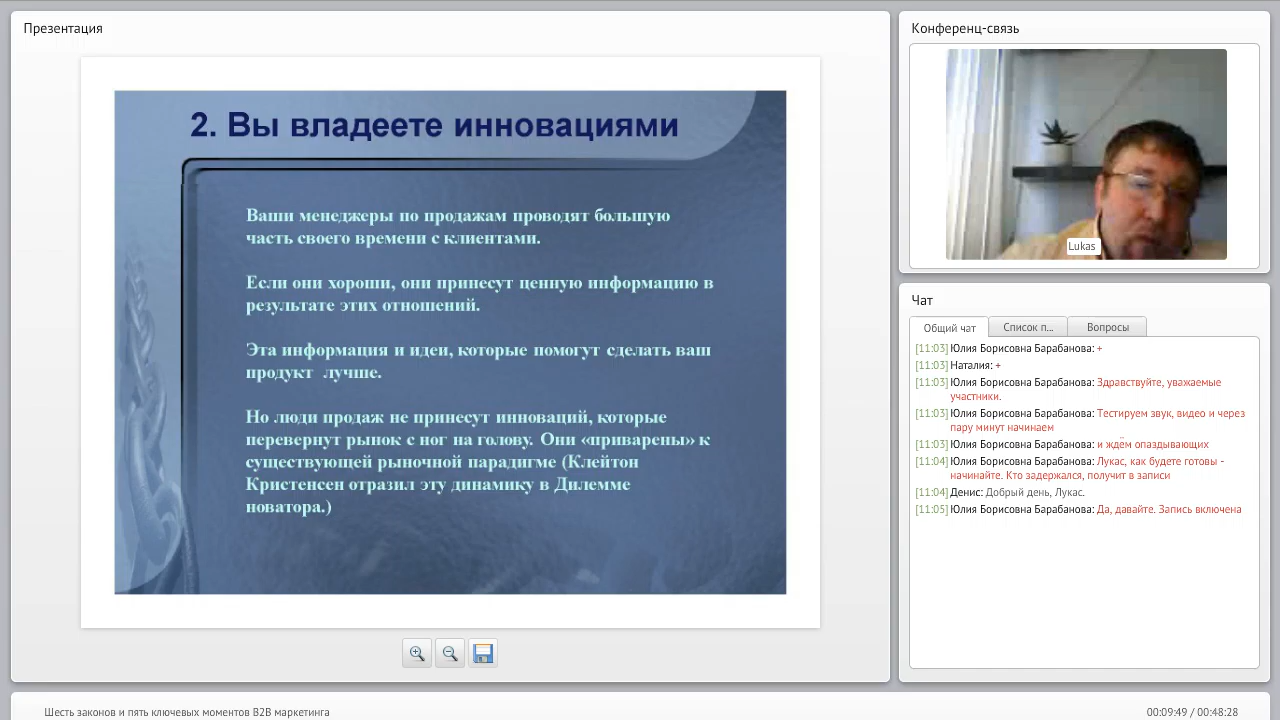 Презентация
2. Вы владеете инновациями
Ваши менеджеры по продажам проводят большую
часть своего времени с клиентами.
Если они хороши, они принесут ценную информацию в
результате этих отношений.
Эта информация и идеи, которые помогут сделать ваш
продукт лучше.
Но люди продаж не принесут инноваций, которые
перевернут рынок с ног на голову. Они «приварены» к
существующей рыночной парадигме (Клейтон
Кристенсен отразил эту динамику в Дилемме
новатора.)
Конференц-связь
Lukas
Чат
Общий чат
Список п...
Вопросы
[11:03] Юлия Борисовна Барабанова: +
[11:03] Наталия: +
[11:03] Юлия Борисовна Барабанова: Здравствуйте, уважаемые
участники.
[11:03] Юлия Борисовна Барабанова: Тестируем звук, видео и через
пару минут начинаем
[11:03] Юлия Борисовна Барабанова: и ждём опаздывающих
[11:04] Юлия Борисовна Барабанова: Лукас, как будете готовы -
начинайте. Кто задержался, получит в записи
[11:04] Денис: Добрый день, Лукас.
[11:05] Юлия Борисовна Барабанова: Да, давайте. Запись включена
Шесть законов и пять ключевых моментов B2B маркетинга
00:09:49 / 00:48:28